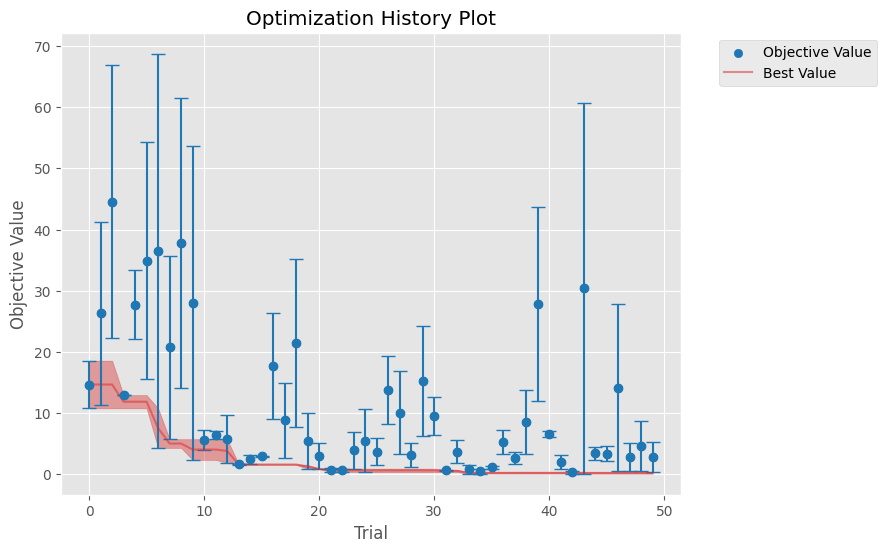 Optimization History Plot
Objective Value
Best Value
70
60
50
40
30
20
10
0
Objective Value
0 10 20 30 40 50
Trial